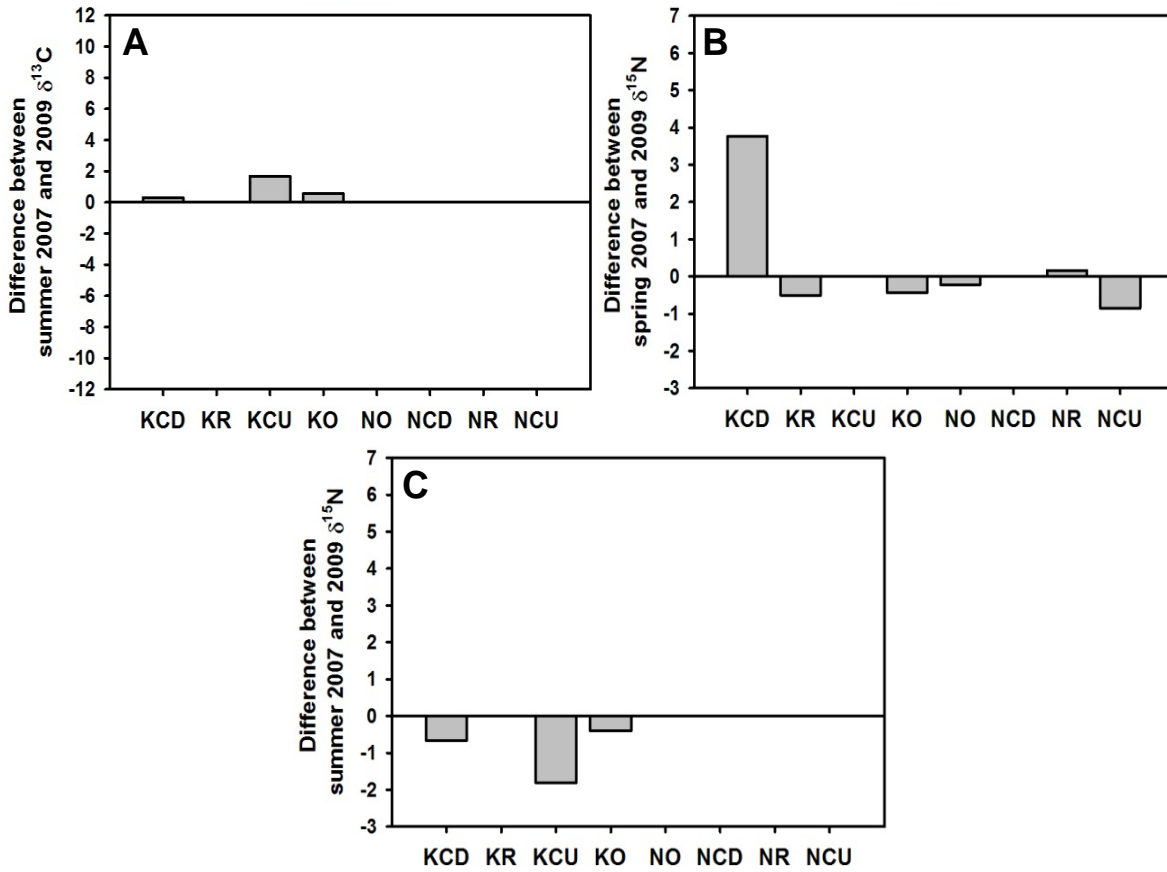 A
Difference between
summer 2007 and 2009 δ¹³C
12
10
8
6
4
2
0
-2
-4
-6
-8
-10
-12
KCD KR KCU KO NO NCD NR NCU
B
Difference between
spring 2007 and 2009 δ¹⁵N
7
6
5
4
3
2
1
0
-1
-2
-3
KCD KR KCU KO NO NCD NR NCU
C
Difference between
summer 2007 and 2009 δ¹⁵N
7
6
5
4
3
2
1
0
-1
-2
-3
KCD KR KCU KO NO NCD NR NCU